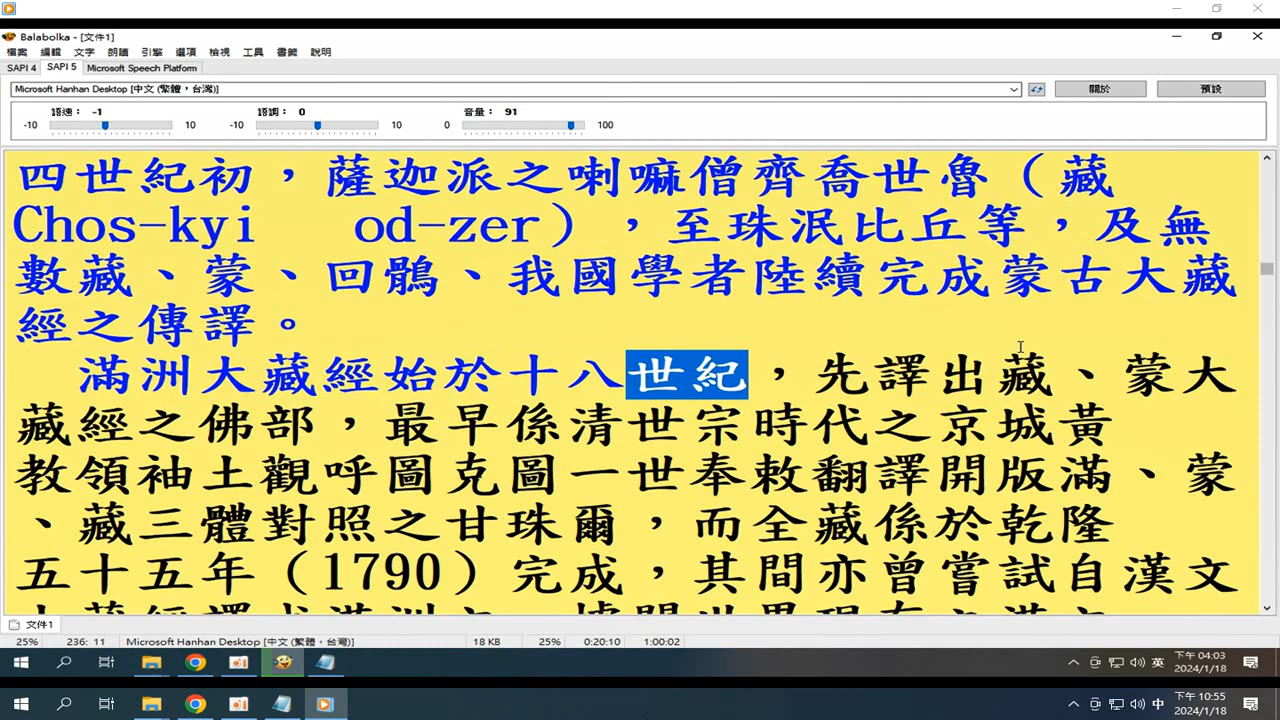 Balabolka - [文件1]
檔案 編輯 文字 朗讀 引擎 選項 檢視 工具 書籤 說明
SAPI 4 SAPI 5 Microsoft Speech Platform
Microsoft Hanhan Desktop [中文 (繁體，台灣)] 關於 預設
語速： -1 語調： 0 音量： 91
-10 10 -10 10 0 100
四世紀初，薩迦派之喇嘛僧齊喬世魯（藏
Chos-kyi od-zer），至珠泯比丘等，及無
數藏、蒙、回鶻、我國學者陸續完成蒙古大藏
經之傳譯。
滿洲大藏經始於十八世紀，先譯出藏、蒙大
藏經之佛部，最早係清世宗時代之京城黃
教領袖土觀呼圖克圖一世奉敕翻譯開版滿、蒙
、藏三體對照之甘珠爾，而全藏係於乾隆
五十五年（1790）完成，其間亦曾嘗試自漢文
文件1
25% 236: 11 Microsoft Hanhan Desktop [中文 (繁體，台灣)] 18 KB 25% 0:20:10 1:00:02
英 下午 04:03
2024/1/18
中 下午 10:55
2024/1/18